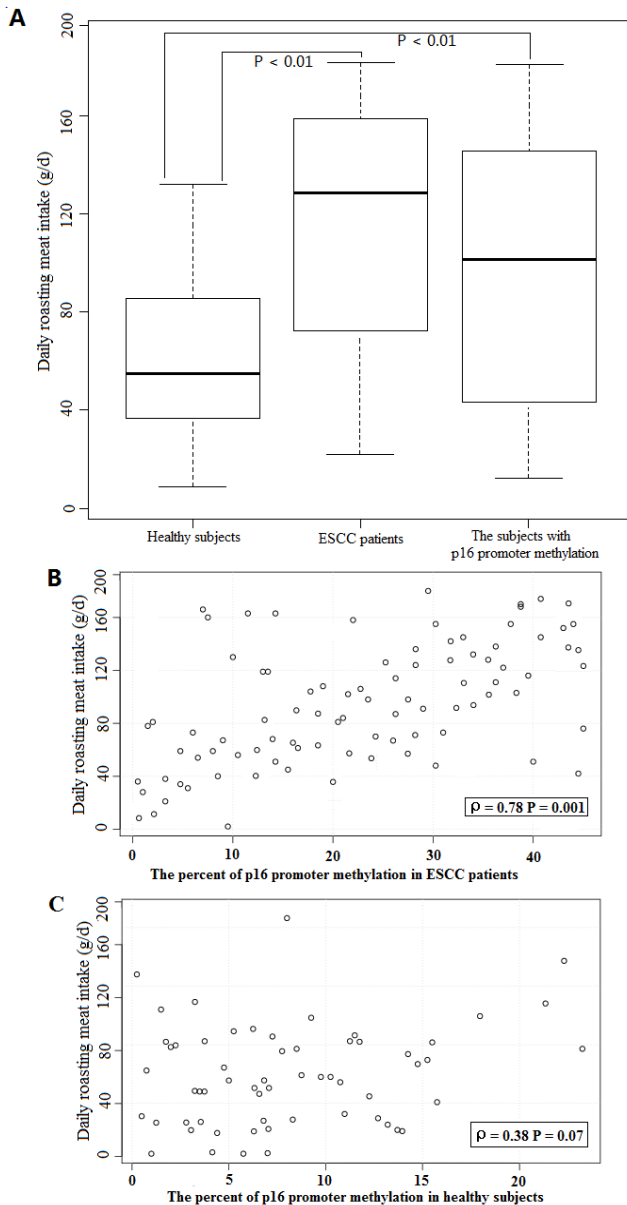 A
Daily roasting meat intake (g/d)
200
160
120
80
40
0
P < 0.01
P < 0.01
Healthy subjects
ESCC patients
The subjects with
p16 promoter methylation
B
Daily roasting meat intake (g/d)
200
160
120
80
40
0
ρ = 0.78 P = 0.001
0 10 20 30 40
The percent of p16 promoter methylation in ESCC patients
C
Daily roasting meat intake (g/d)
200
160
120
80
40
0
ρ = 0.38 P = 0.07
0 5 10 15 20
The percent of p16 promoter methylation in healthy subjects